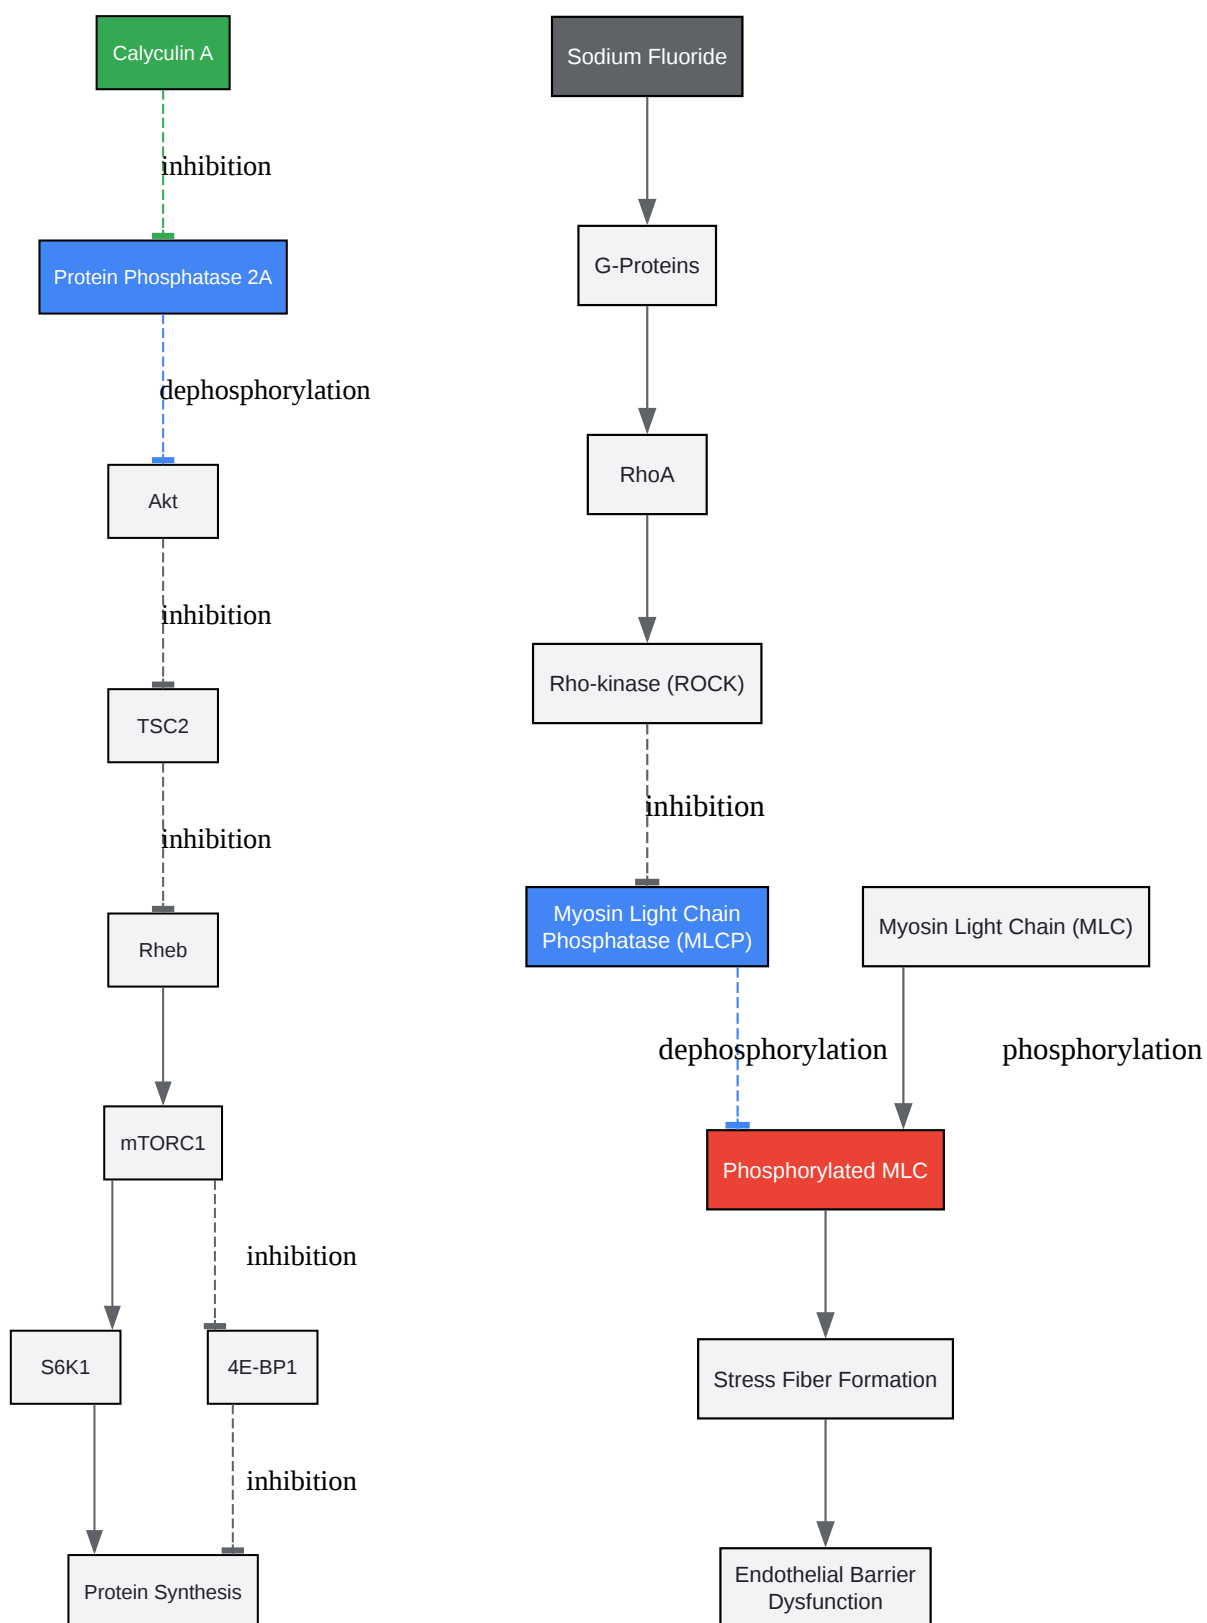 Calyculin A
inhibition
Protein Phosphatase 2A
dephosphorylation
Akt
inhibition
TSC2
inhibition
Rheb
mTORC1
inhibition
S6K1
4E-BP1
inhibition
Protein Synthesis
Sodium Fluoride
G-Proteins
RhoA
Rho-kinase (ROCK)
inhibition
Myosin Light Chain
Phosphatase (MLCP)
Myosin Light Chain (MLC)
dephosphorylation
phosphorylation
Phosphorylated MLC
Stress Fiber Formation
Endothelial Barrier
Dysfunction